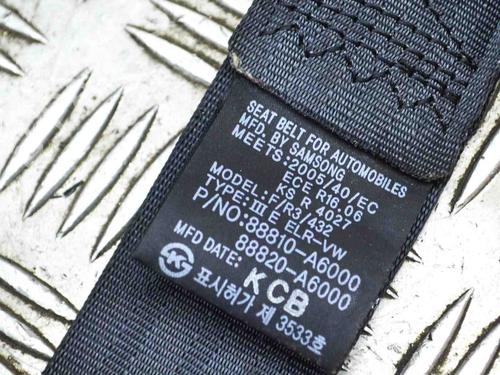 SEAT BELT FOR AUTOMOBILES
MFD. BY SAMSONG
MEETS:2005/40/EC
ECE R16.06
KS R 4027
MODEL:F/R3/432
TYPE:ⅢE ELR-VW
P/NO:88810-A6000
88820-A6000
MFD DATE: KCB
표시허가 제 3533호